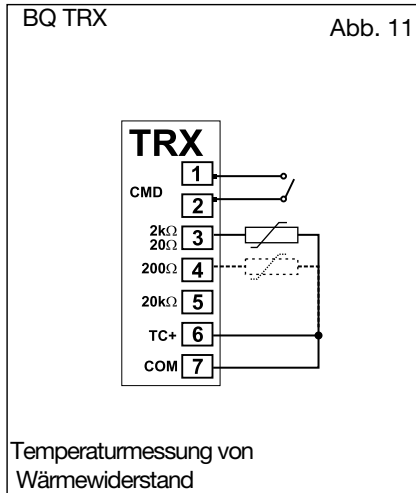 BQ TRX
Abb. 11
TRX
1
CMD
2
2kΩ
20Ω
3
200Ω 4
20kΩ 5
TC+ 6
COM 7
Temperaturmessung von
Wärmewiderstand